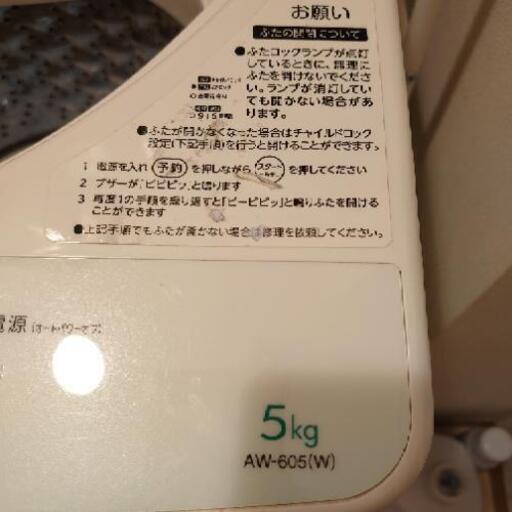 お願い
ふたの開閉について
●ふたロックランプが点灯
しているときに、無理に
ふたを開けないでくださ
い。ランプが消灯してい
ても開かない場合があ
ります。
●ふたが開かなくなった場合はチャイルドロック
設定(下記手順)を行うと開けることができます。
1 電源を入れ 予約 を押しながら スタート を押してください
2 ブザーが「ピピピッ」と鳴ります
3 再度1の手順を繰り返すと「ピーピピッ」と鳴りふたを開ける
ことができます
●上記手順でもふたが開かない場合は修理を依頼してください。
電源 (オートパワーオフ)
5kg
AW-605(W)